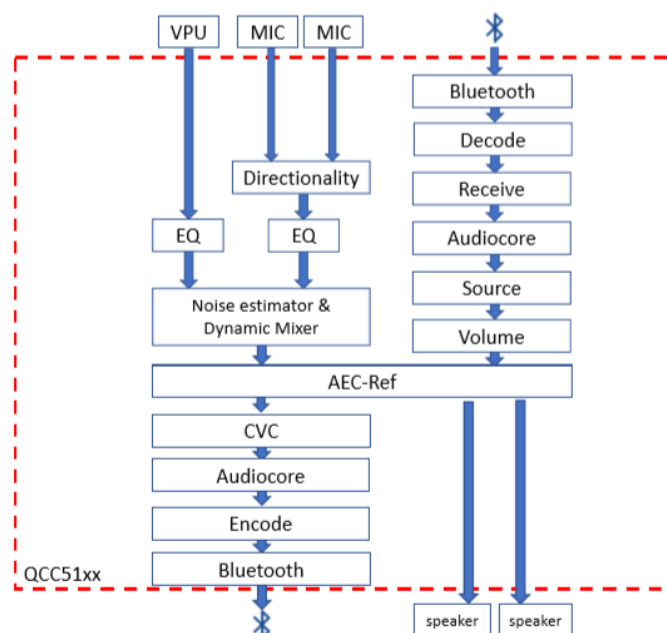 VPU
MIC
MIC
Bluetooth
Decode
Directionality
Receive
EQ
EQ
Audiocore
Source
Noise estimator &
Dynamic Mixer
Volume
AEC-Ref
CVC
Audiocore
Encode
Bluetooth
QCC51xx
speaker
speaker